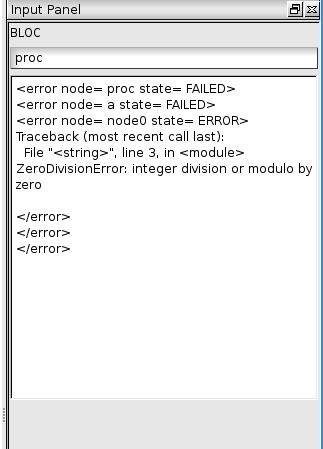 Input Panel
BLOC
proc
<error node= proc state= FAILED>
<error node= a state= FAILED>
<error node= node0 state= ERROR>
Traceback (most recent call last):
  File "<string>", line 3, in <module>
ZeroDivisionError: integer division or modulo by
zero

</error>
</error>
</error>